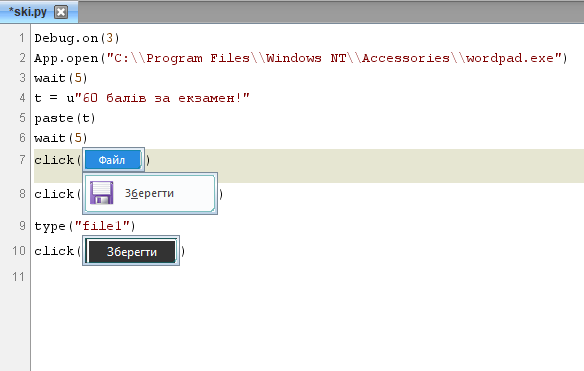 *ski.py
1 Debug.on(3)
2 App.open("C:\\Program Files\\Windows NT\\Accessories\\wordpad.exe")
3 wait(5)
4 t = u"60 балів за екзамен!"
5 paste(t)
6 wait(5)
7 click( Файл )
8 click( Зберегти )
9 type("file1")
10 click( Зберегти )
11